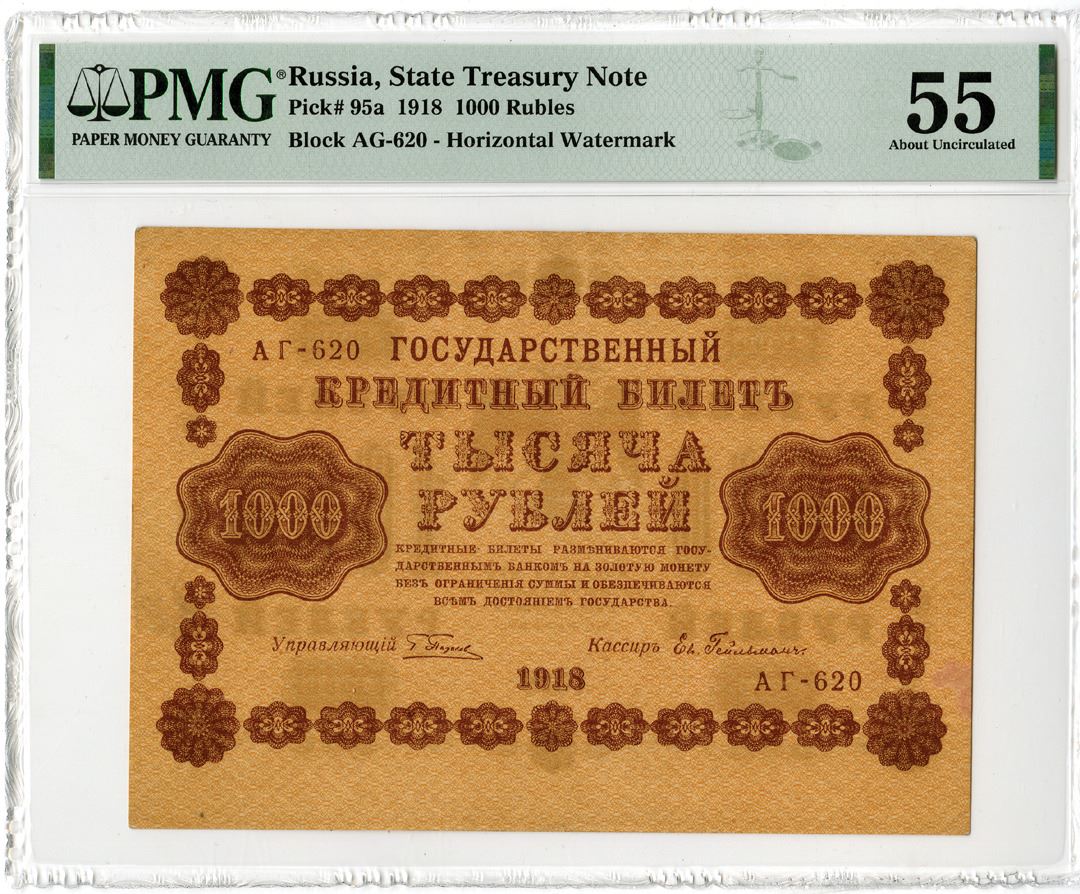 PMG® Russia, State Treasury Note
Pick# 95a 1918 1000 Rubles
PAPER MONEY GUARANTY Block AG-620 - Horizontal Watermark
55
About Uncirculated
АГ-620 ГОСУДАРСТВЕННЫЙ
КРЕДИТНЫЙ БИЛЕТЪ
ТЫСЯЧА
РУБЛЕЙ
1000
1000
КРЕДИТНЫЕ БИЛЕТЫ РАЗМѢНИВАЮТСЯ ГОСУ-
ДАРСТВЕННЫМЪ БАНКОМЪ НА ЗОЛОТУЮ МОНЕТУ
БЕЗЪ ОГРАНИЧЕНІЯ СУММЫ И ОБЕЗПЕЧИВАЮТСЯ
ВСѢМЪ ДОСТОЯНІЕМЪ ГОСУДАРСТВА.
Управляющій Кассиръ Ев. Гейльманъ
1918 АГ-620